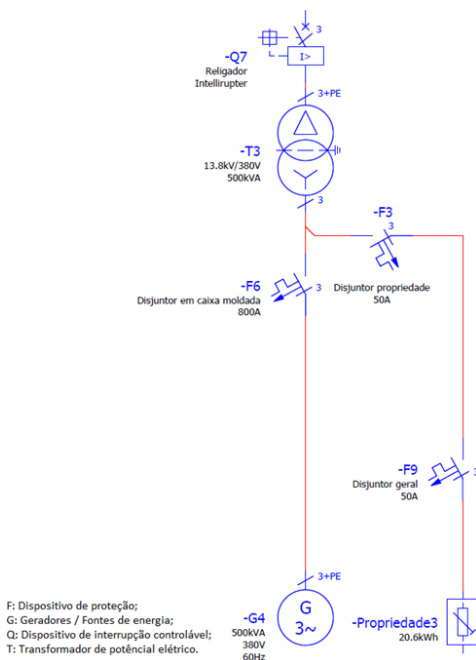 3
-Q7
I>
Religador
Intellirupter
3+PE
-T3
13.8kV/380V
500kVA
3
-F3
3
-F6
3
Disjuntor em caixa moldada
800A
Disjuntor propriedade
50A
-F9
3
Disjuntor geral
50A
3+PE
G
3~
-G4
500kVA
380V
60Hz
-Propriedade3
20.6kWh
F: Dispositivo de proteção;
G: Geradores / Fontes de energia;
Q: Dispositivo de interrupção controlável;
T: Transformador de potêncial elétrico.